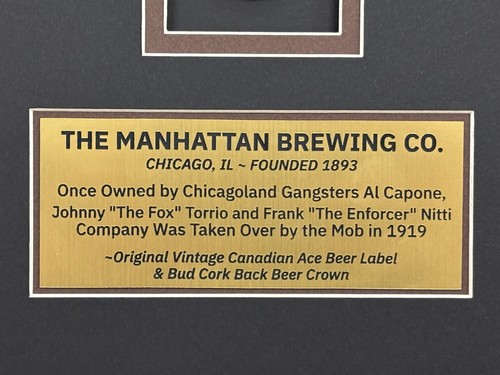 THE MANHATTAN BREWING CO.
CHICAGO, IL ~ FOUNDED 1893
Once Owned by Chicagoland Gangsters Al Capone,
Johnny "The Fox" Torrio and Frank "The Enforcer" Nitti
Company Was Taken Over by the Mob in 1919
~Original Vintage Canadian Ace Beer Label
& Bud Cork Back Beer Crown